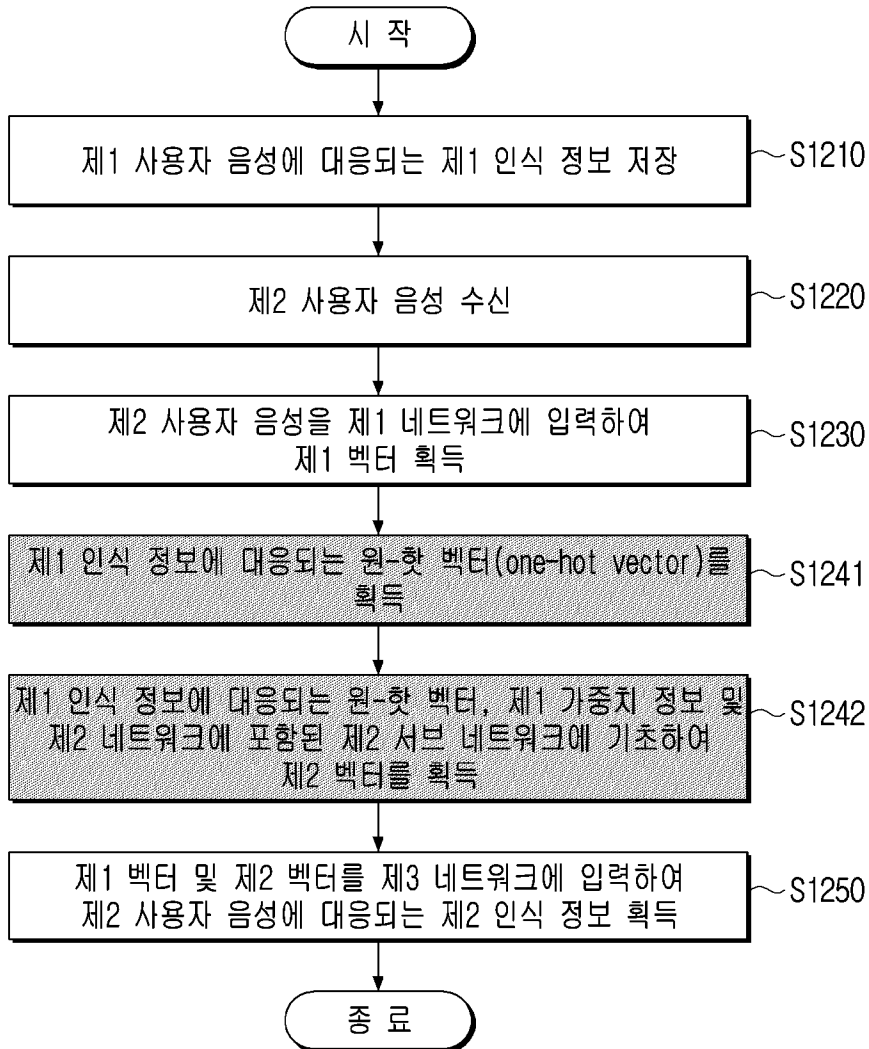 시 작
제1 사용자 음성에 대응되는 제1 인식 정보 저장
S1210
제2 사용자 음성 수신
S1220
제2 사용자 음성을 제1 네트워크에 입력하여
제1 벡터 획득
S1230
제1 인식 정보에 대응되는 원-핫 벡터(one-hot vector)를
획득
S1241
제1 인식 정보에 대응되는 원-핫 벡터, 제1 가중치 정보 및
제2 네트워크에 포함된 제2 서브 네트워크에 기초하여
제2 벡터를 획득
S1242
제1 벡터 및 제2 벡터를 제3 네트워크에 입력하여
제2 사용자 음성에 대응되는 제2 인식 정보 획득
S1250
종 료